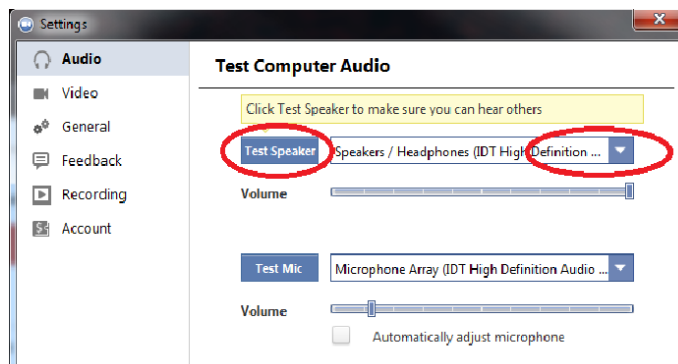 Settings
Audio
Video
General
Feedback
Recording
Account
Test Computer Audio
Click Test Speaker to make sure you can hear others
Test Speaker Speakers / Headphones (IDT High Definition ...
Volume
Test Mic Microphone Array (IDT High Definition Audio ...
Volume
Automatically adjust microphone